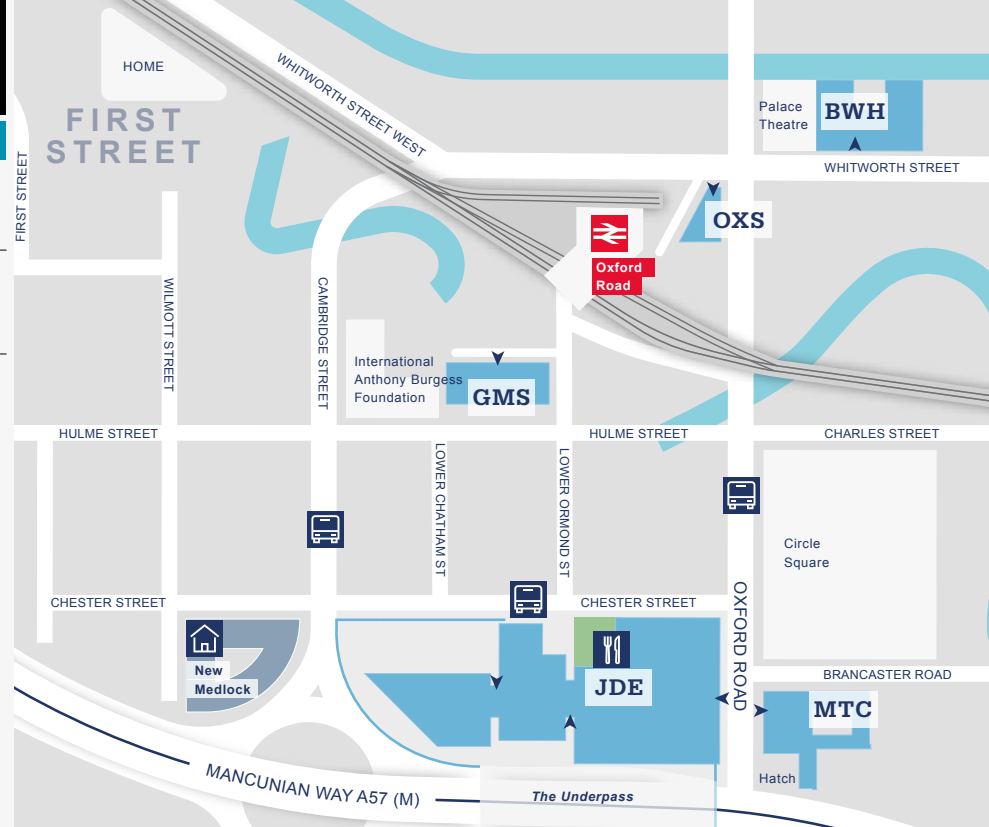 HOME
FIRST
STREET
FIRST STREET
WHITWORTH STREET WEST
Palace
Theatre
BWH
WHITWORTH STREET
OXS
Oxford
Road
WILMOTT STREET
CAMBRIDGE STREET
International
Anthony Burgess
Foundation
GMS
HULME STREET
HULME STREET
CHARLES STREET
LOWER CHATHAM ST
LOWER ORMOND ST
Circle
Square
CHESTER STREET
CHESTER STREET
OXFORD ROAD
New
Medlock
JDE
BRANCASTER ROAD
MTC
Hatch
MANCUNIAN WAY A57 (M)
The Underpass